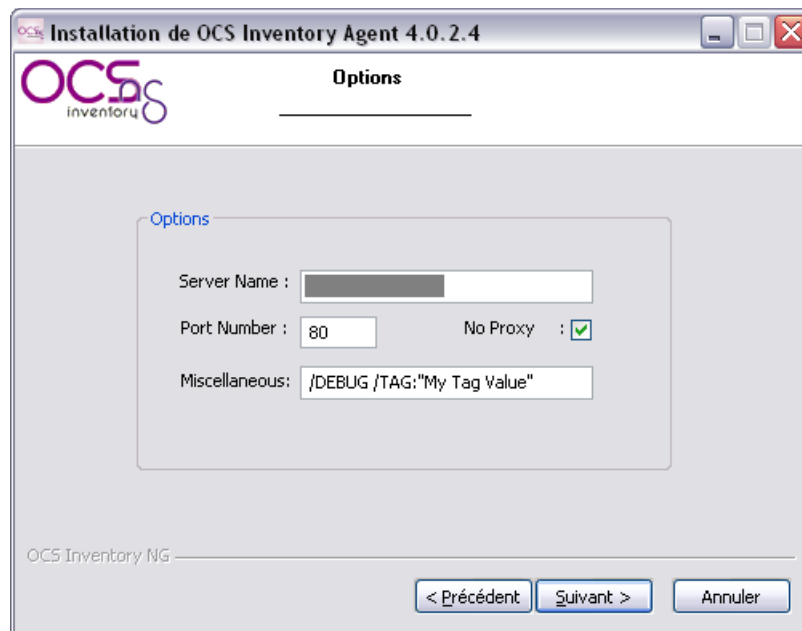 Installation de OCS Inventory Agent 4.0.2.4
OCSng
inventory
Options
Options
Server Name :
Port Number : 80 No Proxy :
Miscellaneous: /DEBUG /TAG:"My Tag Value"
OCS Inventory NG
< Précédent Suivant > Annuler